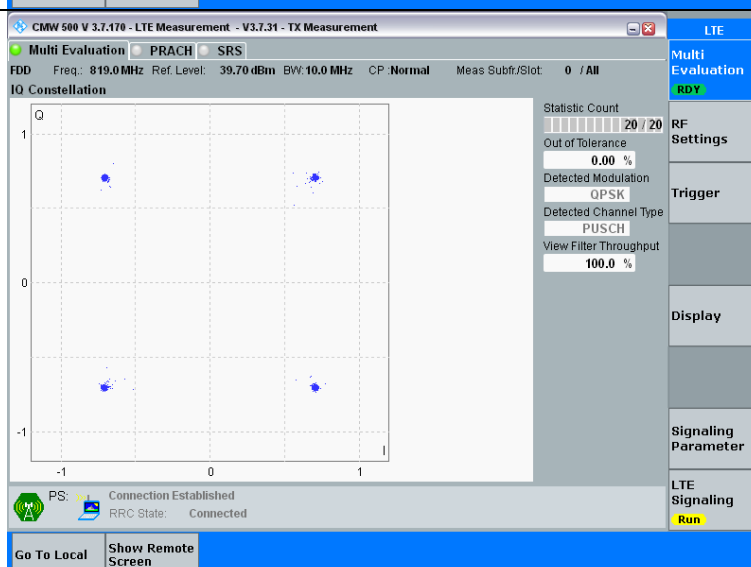 CMW 500 V 3.7.170 - LTE Measurement - V3.7.31 - TX Measurement
LTE
Multi Evaluation PRACH SRS
Multi
Evaluation
RDY
FDD Freq.: 819.0 MHz Ref. Level: 39.70 dBm BW: 10.0 MHz CP :Normal Meas Subfr./Slot: 0 / All
IQ Constellation
Q
1
0
-1
-1 0 1
I
Statistic Count
20 / 20
Out of Tolerance
0.00 %
Detected Modulation
QPSK
Detected Channel Type
PUSCH
View Filter Throughput
100.0 %
RF
Settings
Trigger
Display
Signaling
Parameter
LTE
Signaling
Run
PS: Connection Established
RRC State: Connected
Go To Local
Show Remote
Screen